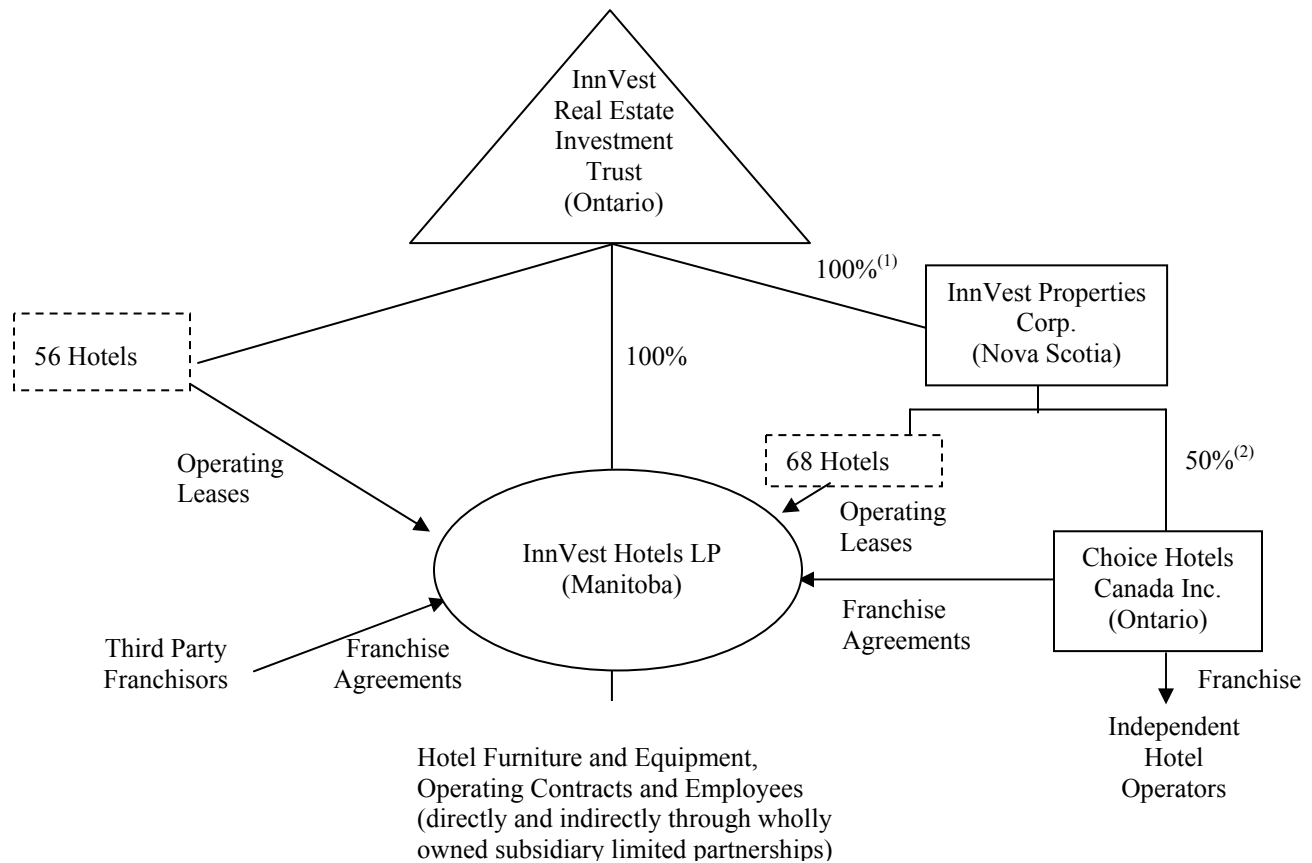 InnVest
Real Estate
Investment
Trust
(Ontario)
100%(1)
InnVest Properties
Corp.
(Nova Scotia)
56 Hotels
100%
68 Hotels
50%(2)
Operating
Leases
Operating
Leases
InnVest Hotels LP
(Manitoba)
Choice Hotels
Canada Inc.
(Ontario)
Franchise
Agreements
Third Party
Franchisors
Franchise
Agreements
Franchise
Independent
Hotel
Operators
Hotel Furniture and Equipment,
Operating Contracts and Employees
(directly and indirectly through wholly
owned subsidiary limited partnerships)